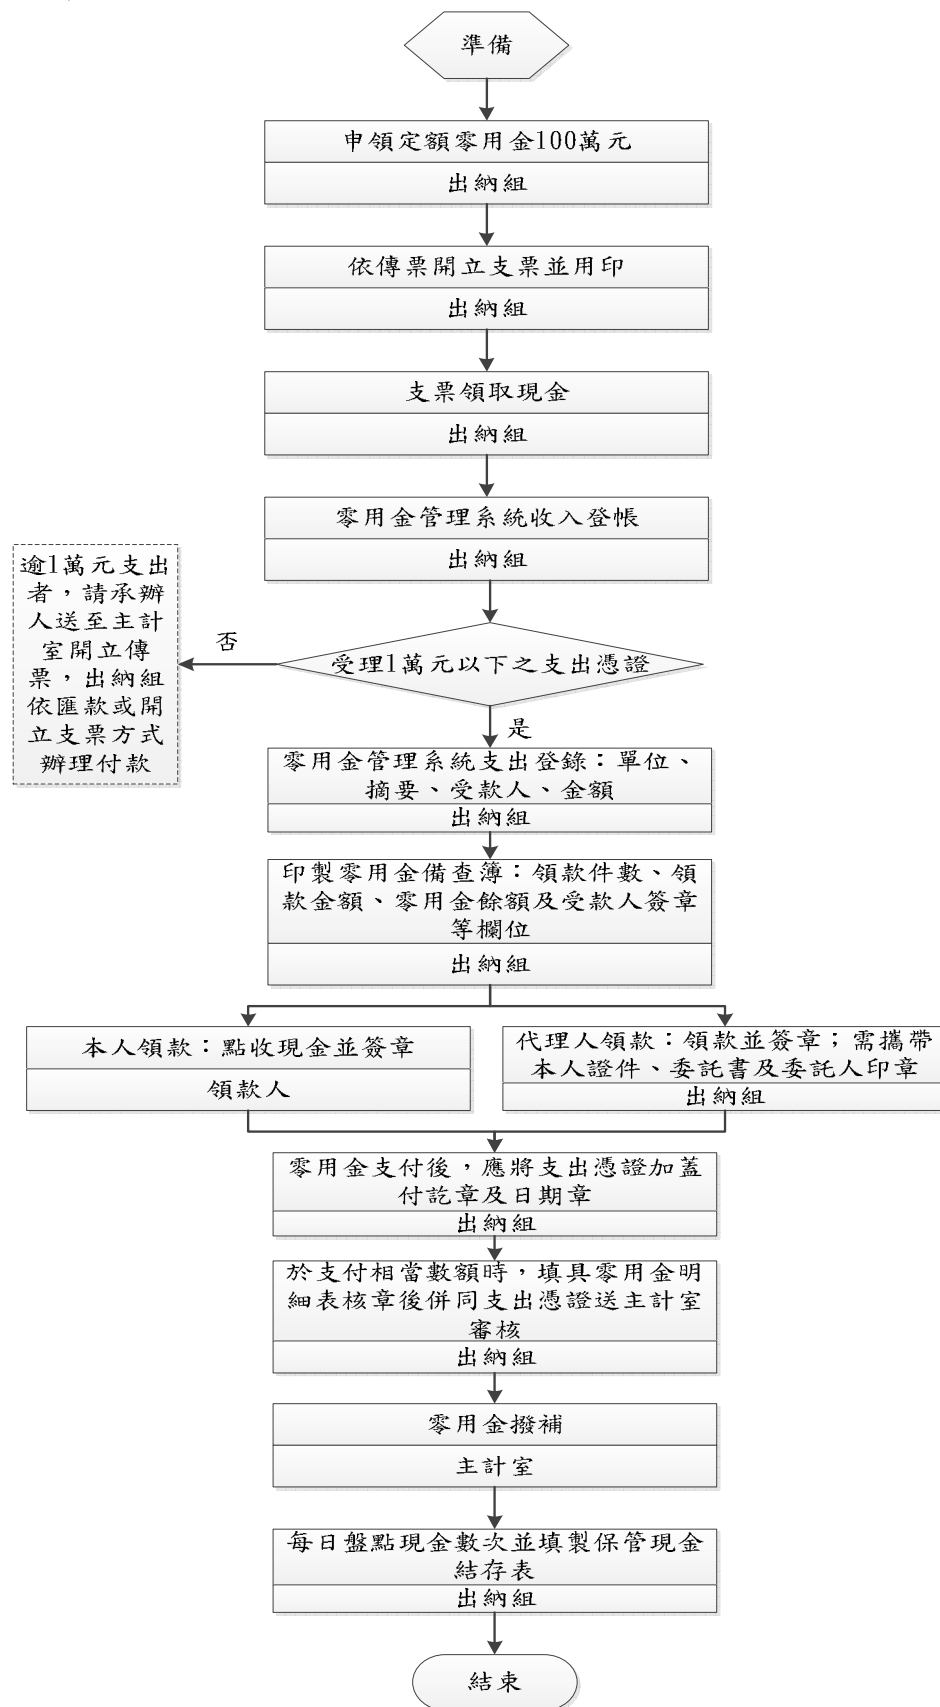 準備
申領定額零用金100萬元
出納組
依傳票開立支票並用印
出納組
支票領取現金
出納組
零用金管理系統收入登帳
出納組
逾1萬元支出
者，請承辦
人送至主計
室開立傳
票，出納組
依匯款或開
立支票方式
辦理付款
否
受理1萬元以下之支出憑證
是
零用金管理系統支出登錄：單位、
摘要、受款人、金額
出納組
印製零用金備查簿：領款件數、領
款金額、零用金餘額及受款人簽章
等欄位
出納組
本人領款：點收現金並簽章
領款人
代理人領款：領款並簽章；需攜帶
本人證件、委託書及委託人印章
出納組
零用金支付後，應將支出憑證加蓋
付訖章及日期章
出納組
於支付相當數額時，填具零用金明
細表核章後併同支出憑證送主計室
審核
出納組
零用金撥補
主計室
每日盤點現金數次並填製保管現金
結存表
出納組
結束